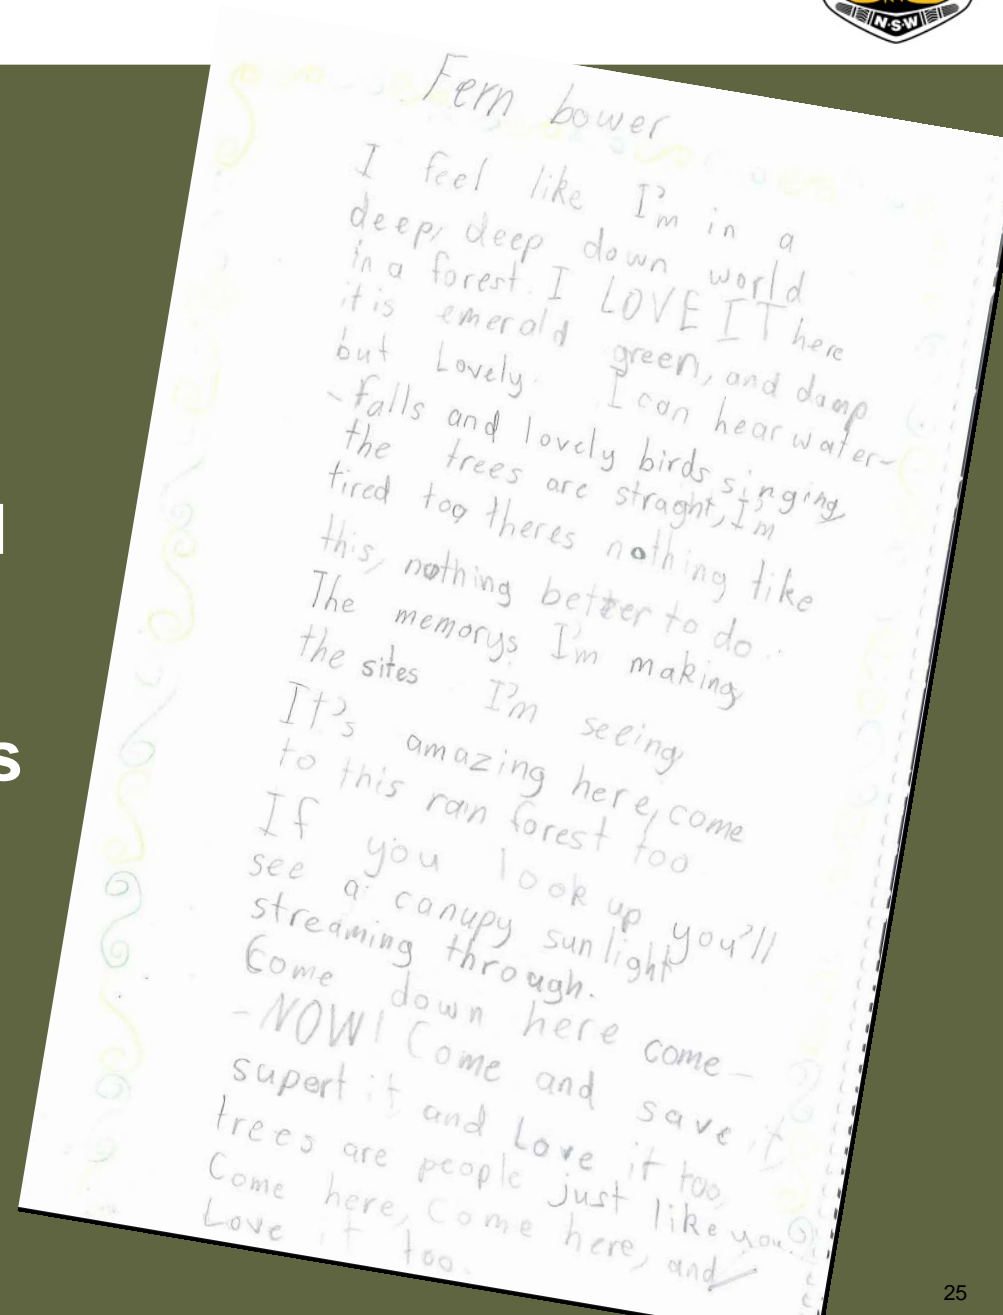 N·S·W
Fern bower
I feel like I'm in a
deep, deep down world
in a forest. I LOVE IT here
it is emerald green, and damp
but Lovely. I can hear water-
-falls and lovely birds singing
the trees are straght, I'm
tired too theres nothing like
this, nothing better to do.
The memorys I'm making
the sites I'm seeing
It's amazing here, come
to this rain forest too
If you look up you'll
see a canupy sunlight
streaming through.
Come down here come-
-NOW! Come and save it
supert it and Love it too,
trees are people just like you.
Come here, Come here, and
Love it too.
s
25